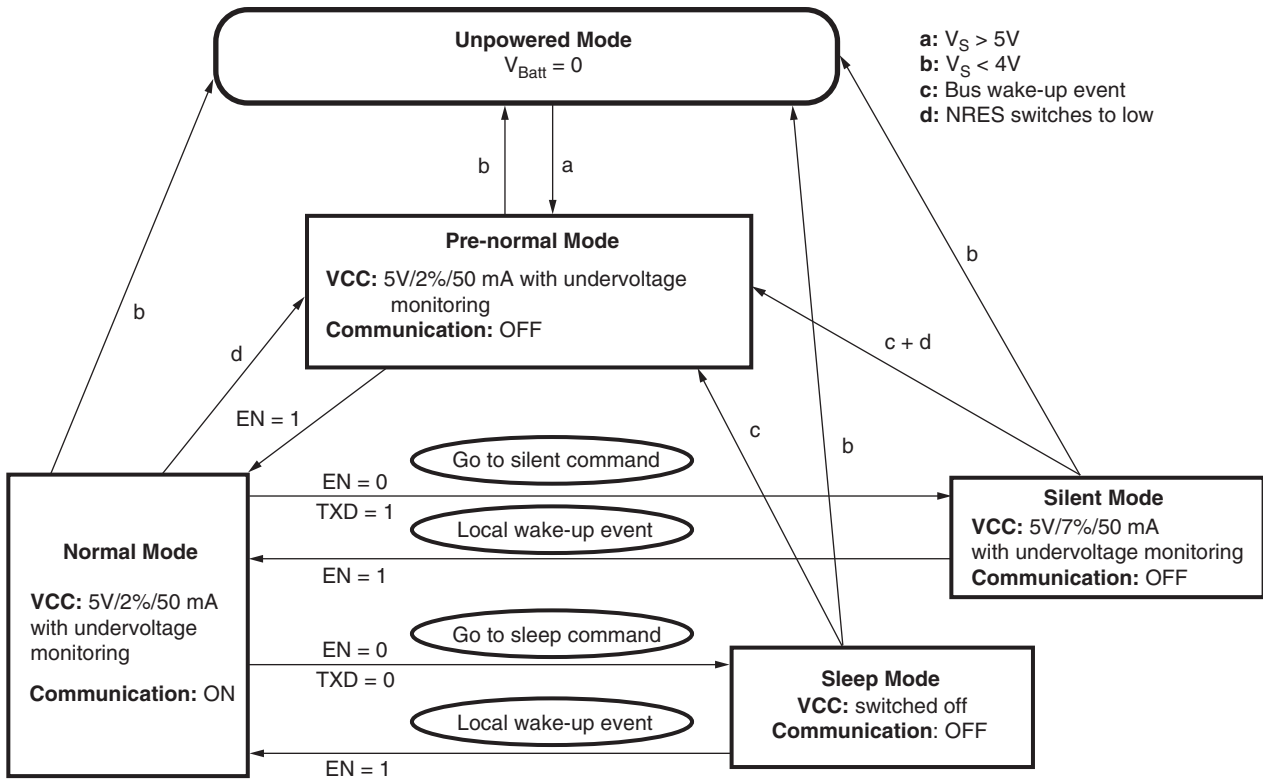 Unpowered Mode
V_Batt = 0
a: V_S > 5V
b: V_S < 4V
c: Bus wake-up event
d: NRES switches to low
b
a
Pre-normal Mode
VCC: 5V/2%/50 mA with undervoltage
monitoring
Communication: OFF
b
b
d
c + d
EN = 1
c
b
Go to silent command
EN = 0
TXD = 1
Local wake-up event
EN = 1
Silent Mode
VCC: 5V/7%/50 mA
with undervoltage monitoring
Communication: OFF
Normal Mode
VCC: 5V/2%/50 mA
with undervoltage
monitoring
Communication: ON
Go to sleep command
EN = 0
TXD = 0
Local wake-up event
EN = 1
Sleep Mode
VCC: switched off
Communication: OFF